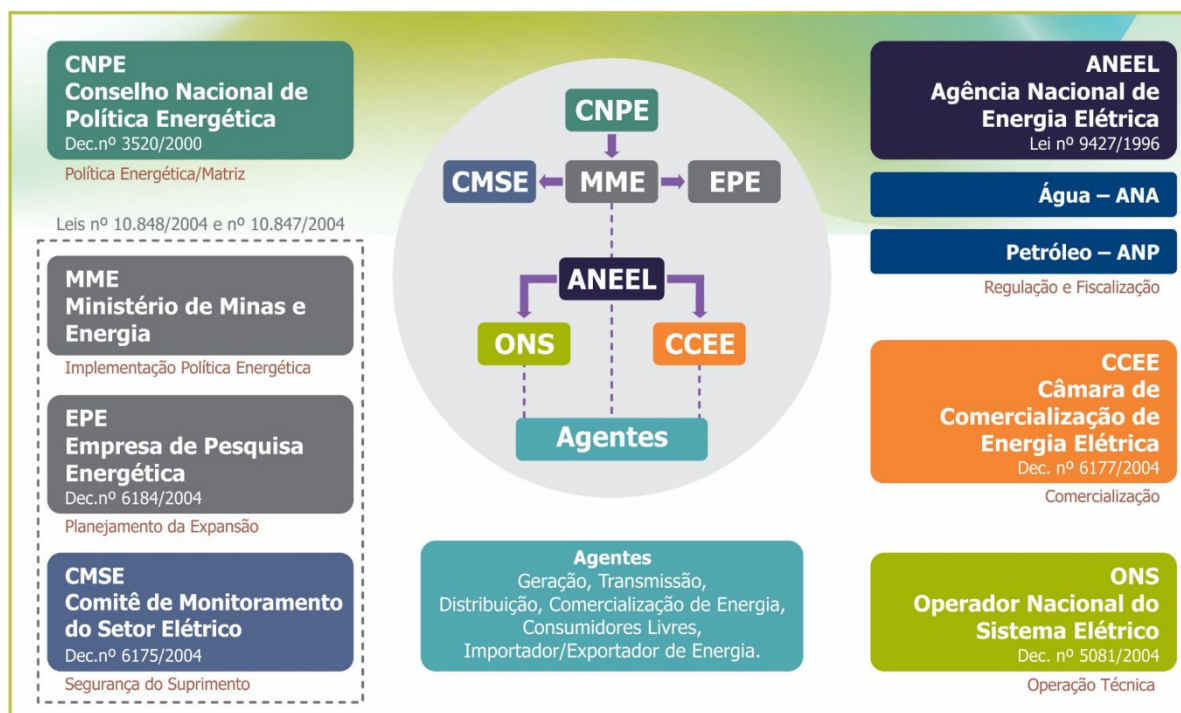 CNPE
Conselho Nacional de
Política Energética
Dec.nº 3520/2000
Política Energética/Matriz
Leis nº 10.848/2004 e nº 10.847/2004
MME
Ministério de Minas e
Energia
Implementação Política Energética
EPE
Empresa de Pesquisa
Energética
Dec.nº 6184/2004
Planejamento da Expansão
CMSE
Comitê de Monitoramento
do Setor Elétrico
Dec.nº 6175/2004
Segurança do Suprimento
CNPE
CMSE
MME
EPE
ANEEL
ONS
CCEE
Agentes
Agentes
Geração, Transmissão,
Distribuição, Comercialização de Energia,
Consumidores Livres,
Importador/Exportador de Energia.
ANEEL
Agência Nacional de
Energia Elétrica
Lei nº 9427/1996
Água – ANA
Petróleo – ANP
Regulação e Fiscalização
CCEE
Câmara de
Comercialização de
Energia Elétrica
Dec. nº 6177/2004
Comercialização
ONS
Operador Nacional do
Sistema Elétrico
Dec. nº 5081/2004
Operação Técnica